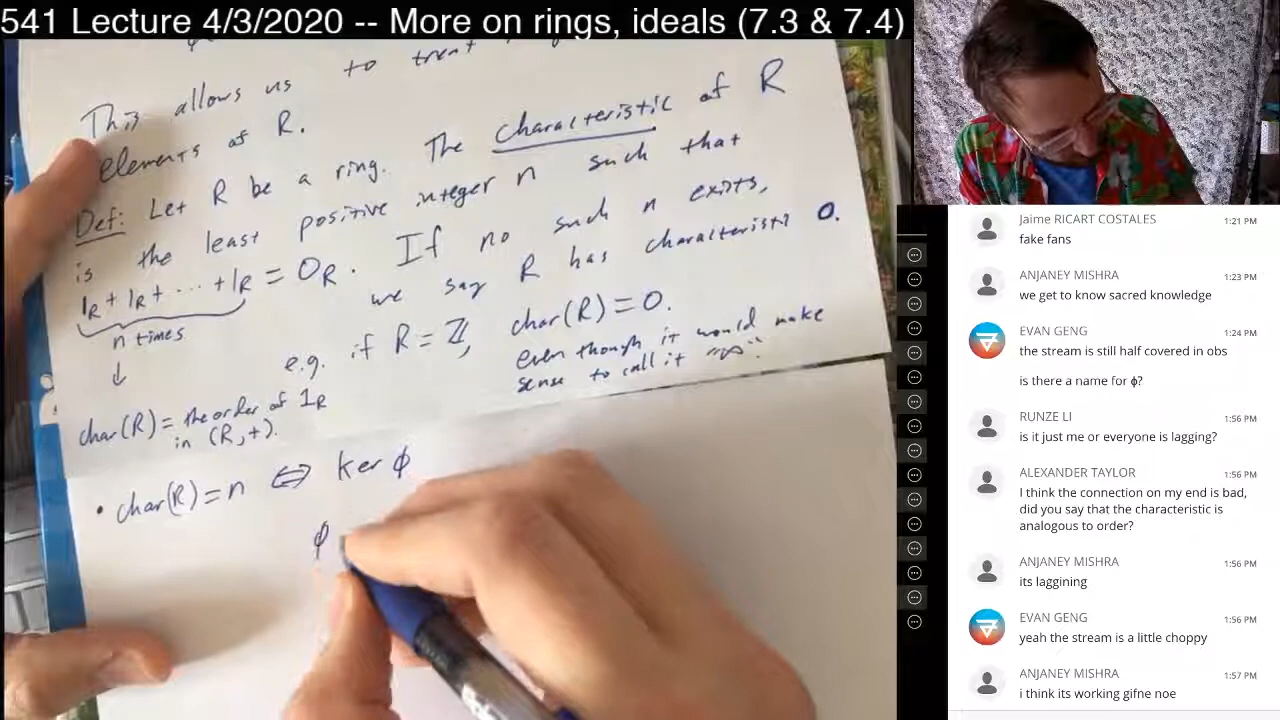 541 Lecture 4/3/2020 -- More on rings, ideals (7.3 & 7.4)
This allows us to treat
elements of R.
Def: Let R be a ring. The characteristic of R
is the least positive integer n such that
1_R + 1_R + ... + 1_R = 0_R. If no such n exits,
n times
we say R has characteristic 0.
e.g. if R = ℤ, char(R) = 0.
even though it would make
sense to call it "∞".
char(R) = the order of 1_R
in (R, +).
• char(R) = n ⇔ ker ϕ
ϕ
Jaime RICART COSTALES 1:21 PM
fake fans
ANJANEY MISHRA 1:23 PM
we get to know sacred knowledge
EVAN GENG 1:24 PM
the stream is still half covered in obs
is there a name for ϕ?
RUNZE LI 1:56 PM
is it just me or everyone is lagging?
ALEXANDER TAYLOR 1:56 PM
I think the connection on my end is bad,
did you say that the characteristic is
analogous to order?
ANJANEY MISHRA 1:56 PM
its laggining
EVAN GENG 1:56 PM
yeah the stream is a little choppy
ANJANEY MISHRA 1:57 PM
i think its working gifne noe